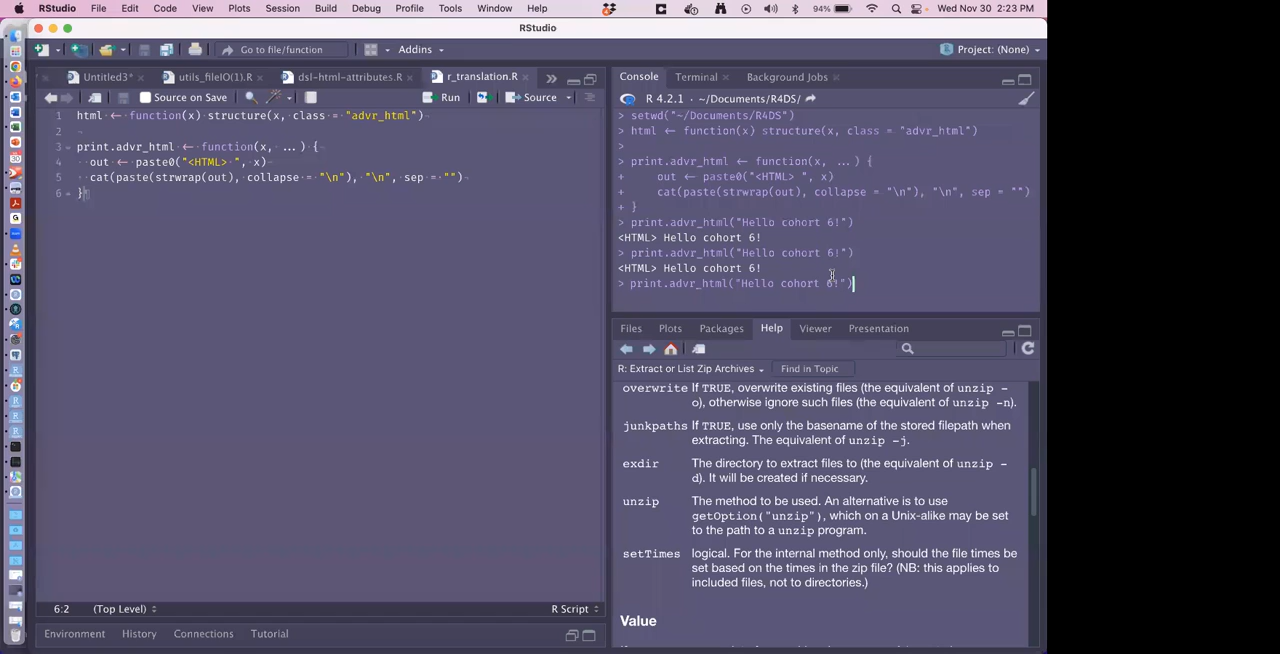 RStudio File Edit Code View Plots Session Build Debug Profile Tools Window Help 94% Wed Nov 30 2:23 PM
RStudio
Go to file/function Addins Project: (None)
Untitled3* utils_fileIO(1).R dsl-html-attributes.R r_translation.R
Source on Save Run Source
1 html <- function(x) structure(x, class = "advr_html")
2
3 print.advr_html <- function(x, ...) {
4 out <- paste0("<HTML> ", x)
5 cat(paste(strwrap(out), collapse = "\n"), "\n", sep = "")
6 }
6:2 (Top Level) R Script
Environment History Connections Tutorial
Console Terminal Background Jobs
R 4.2.1 · ~/Documents/R4DS/
> setwd("~/Documents/R4DS")
> html <- function(x) structure(x, class = "advr_html")
>
> print.advr_html <- function(x, ...) {
+ out <- paste0("<HTML> ", x)
+ cat(paste(strwrap(out), collapse = "\n"), "\n", sep = "")
+ }
> print.advr_html("Hello cohort 6!")
<HTML> Hello cohort 6!
> print.advr_html("Hello cohort 6!")
<HTML> Hello cohort 6!
> print.advr_html("Hello cohort 6!")
Files Plots Packages Help Viewer Presentation
R: Extract or List Zip Archives Find in Topic
overwrite If TRUE, overwrite existing files (the equivalent of unzip -
o), otherwise ignore such files (the equivalent of unzip -n).
junkpaths If TRUE, use only the basename of the stored filepath when
extracting. The equivalent of unzip -j.
exdir The directory to extract files to (the equivalent of unzip -
d). It will be created if necessary.
unzip The method to be used. An alternative is to use
getOption("unzip"), which on a Unix-alike may be set
to the path to a unzip program.
setTimes logical. For the internal method only, should the file times be
set based on the times in the zip file? (NB: this applies to
included files, not to directories.)
Value